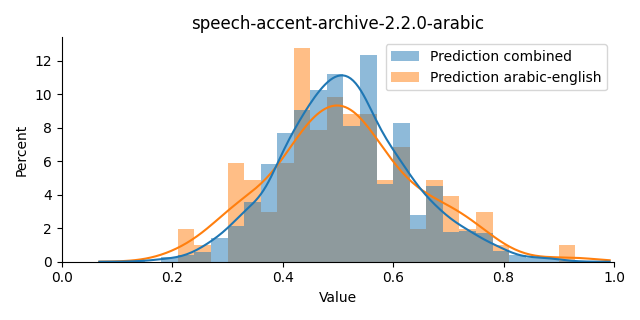 speech-accent-archive-2.2.0-arabic
Prediction combined
Prediction arabic-english
Percent
12
10
8
6
4
2
0
0.0 0.2 0.4 0.6 0.8 1.0
Value